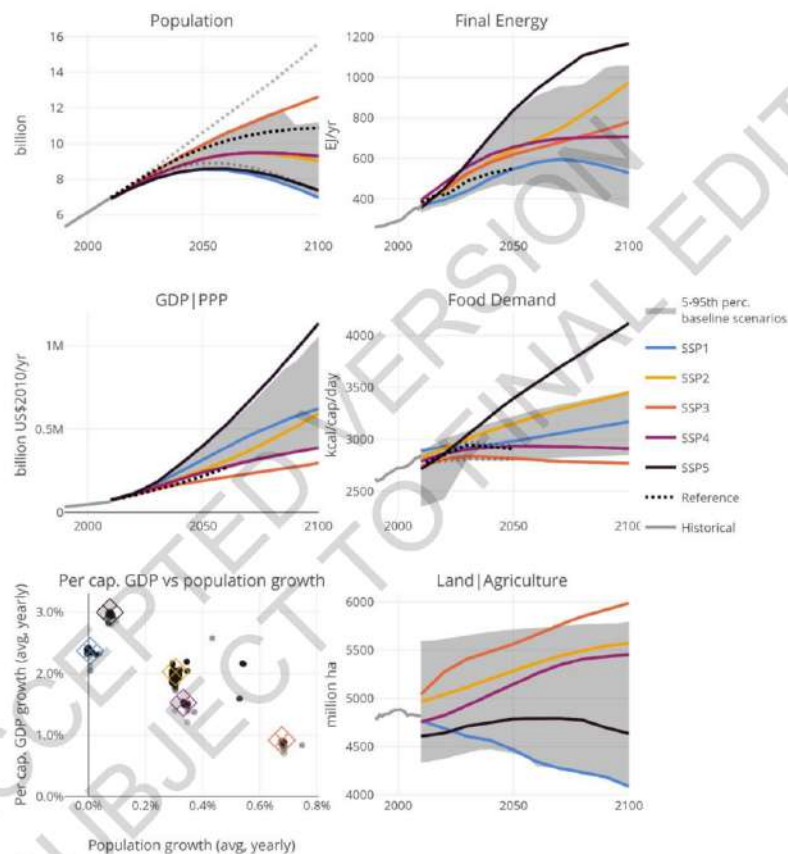 Population
Final Energy
16
14
12
10
8
6
billion
2000
2050
2100
1200
1000
800
600
400
EJ/yr
2000
2050
2100
GDP|PPP
Food Demand
1M
0.5M
0
billion US$2010/yr
2000
2050
2100
4000
3500
3000
2500
kcal/cap/day
2000
2050
2100
5-95th perc.
baseline scenarios
SSP1
SSP2
SSP3
SSP4
SSP5
Reference
Historical
Per cap. GDP vs population growth
Land|Agriculture
3.0%
2.0%
1.0%
0.0%
Per cap. GDP growth (avg, yearly)
0.0%
0.2%
0.4%
0.6%
0.8%
Population growth (avg, yearly)
6000
5500
5000
4500
4000
million ha
2000
2050
2100
ACCEPTED VERSION
SUBJECT TO FINAL